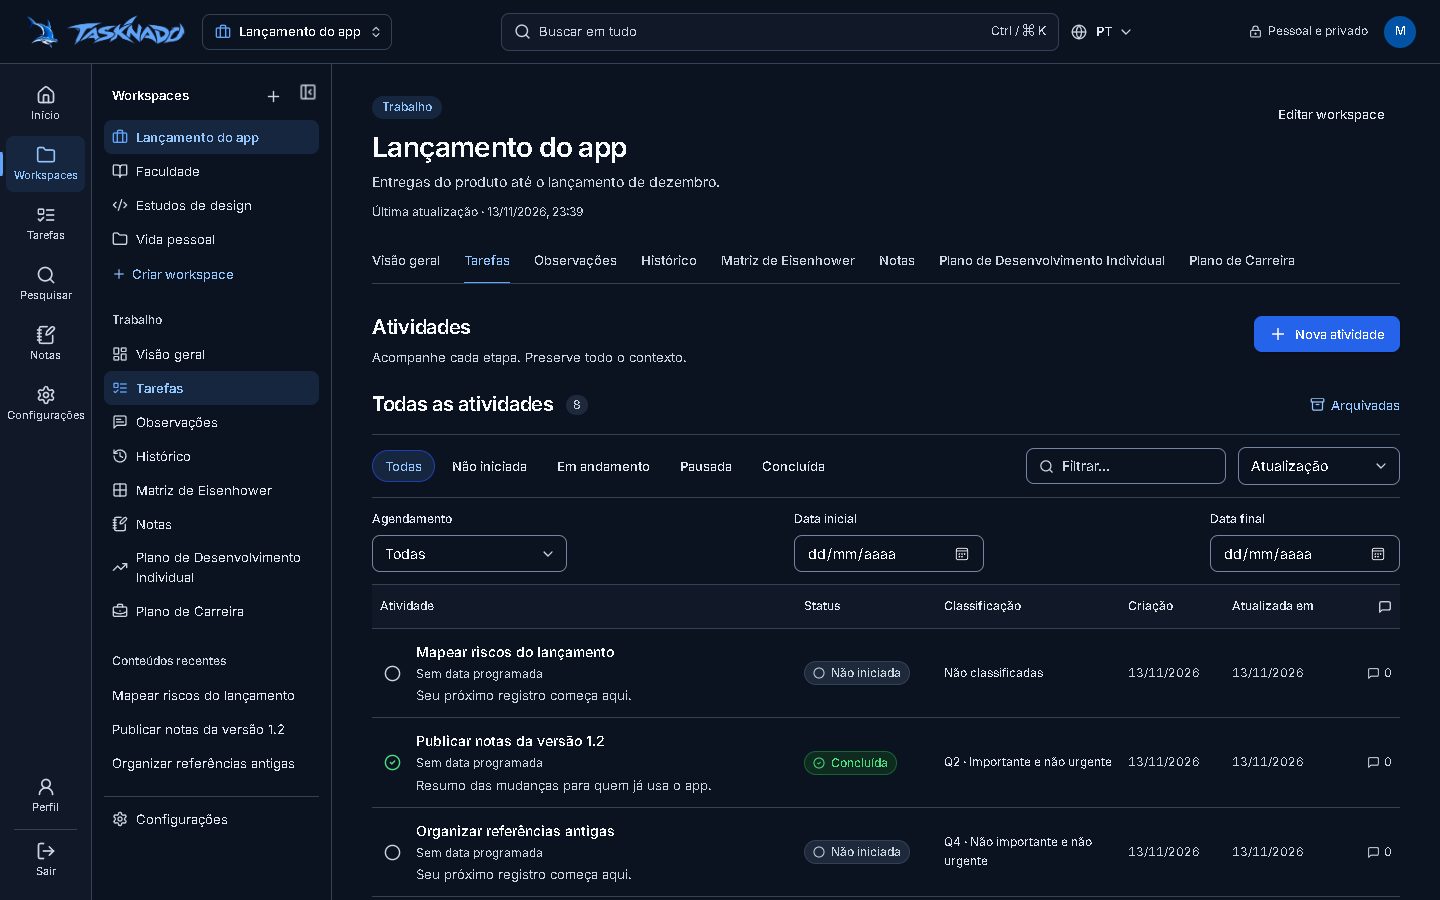 TASKNADO
Lançamento do app
Buscar em tudo
Ctrl / ⌘ K
PT
Pessoal e privado
M
Início
Workspaces
Tarefas
Pesquisar
Notas
Configurações
Perfil
Sair
Workspaces
Lançamento do app
Faculdade
Estudos de design
Vida pessoal
Criar workspace
Trabalho
Visão geral
Tarefas
Observações
Histórico
Matriz de Eisenhower
Notas
Plano de Desenvolvimento
Individual
Plano de Carreira
Conteúdos recentes
Mapear riscos do lançamento
Publicar notas da versão 1.2
Organizar referências antigas
Configurações
Trabalho
Editar workspace
Lançamento do app
Entregas do produto até o lançamento de dezembro.
Última atualização · 13/11/2026, 23:39
Visão geral Tarefas Observações Histórico Matriz de Eisenhower Notas Plano de Desenvolvimento Individual Plano de Carreira
Atividades
Nova atividade
Acompanhe cada etapa. Preserve todo o contexto.
Todas as atividades 8
Arquivadas
Todas Não iniciada Em andamento Pausada Concluída
Filtrar...
Atualização
Agendamento Data inicial Data final
Todas dd/mm/aaaa dd/mm/aaaa
Atividade Status Classificação Criação Atualizada em
Mapear riscos do lançamento
Sem data programada
Seu próximo registro começa aqui.
Não iniciada Não classificadas 13/11/2026 13/11/2026 0
Publicar notas da versão 1.2
Sem data programada
Resumo das mudanças para quem já usa o app.
Concluída Q2 · Importante e não urgente 13/11/2026 13/11/2026 0
Organizar referências antigas
Sem data programada
Seu próximo registro começa aqui.
Não iniciada
Q4 · Não importante e não
urgente
13/11/2026 13/11/2026 0